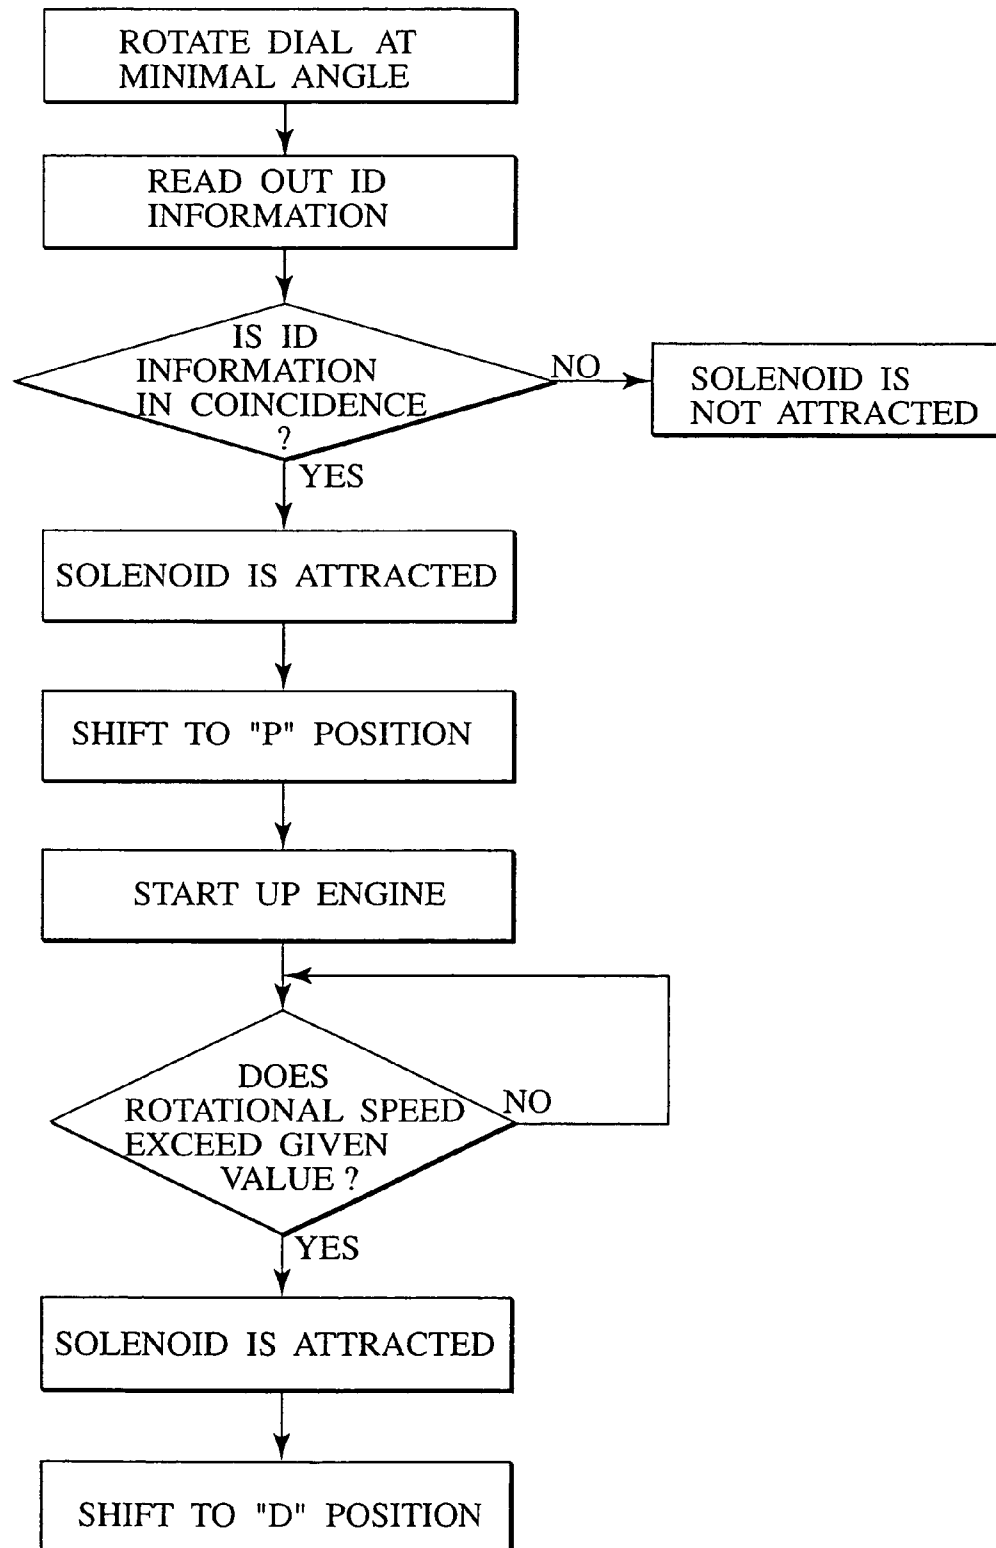 ROTATE DIAL AT
MINIMAL ANGLE
READ OUT ID
INFORMATION
IS ID
INFORMATION
IN COINCIDENCE
?
NO
SOLENOID IS
NOT ATTRACTED
YES
SOLENOID IS ATTRACTED
SHIFT TO "P" POSITION
START UP ENGINE
DOES
ROTATIONAL SPEED
EXCEED GIVEN
VALUE ?
NO
YES
SOLENOID IS ATTRACTED
SHIFT TO "D" POSITION